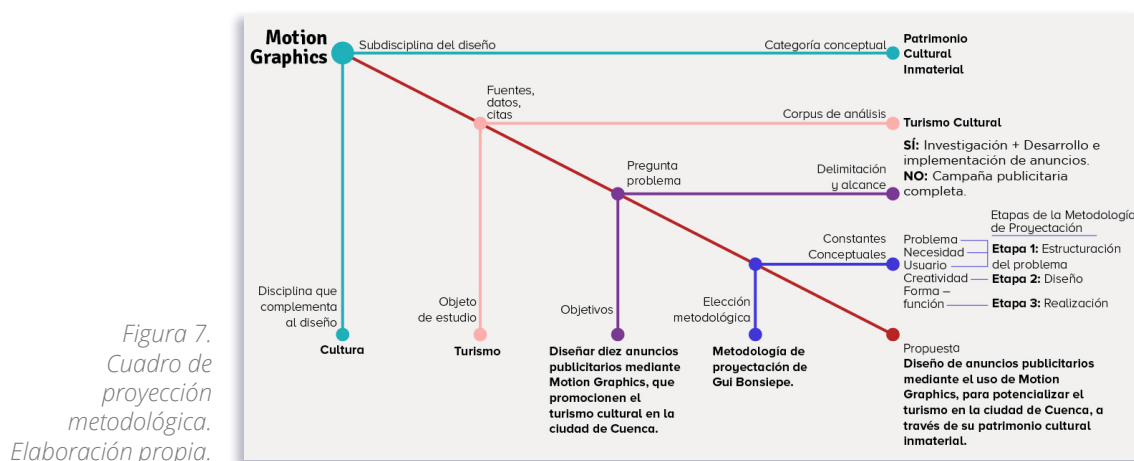 Motion
Graphics
Subdisciplina del diseño
Categoría conceptual
Patrimonio
Cultural
Inmaterial
Fuentes,
datos,
citas
Corpus de análisis
Turismo Cultural
SÍ: Investigación + Desarrollo e
implementación de anuncios.
NO: Campaña publicitaria
completa.
Pregunta
problema
Delimitación
y alcance
Etapas de la Metodología
de Proyectación
Constantes
Conceptuales
Problema
Necesidad
Usuario
Creatividad
Forma –
función
Etapa 1: Estructuración
del problema
Etapa 2: Diseño
Etapa 3: Realización
Disciplina que
complementa
al diseño
Objeto
de estudio
Objetivos
Elección
metodológica
Cultura
Turismo
Diseñar diez anuncios
publicitarios mediante
Motion Graphics, que
promocionen el
turismo cultural en la
ciudad de Cuenca.
Metodología de
proyectación de
Gui Bonsiepe.
Propuesta
Diseño de anuncios publicitarios
mediante el uso de Motion
Graphics, para potencializar el
turismo en la ciudad de Cuenca, a
través de su patrimonio cultural
inmaterial.
Figura 7.
Cuadro de
proyección
metodológica.
Elaboración propia.